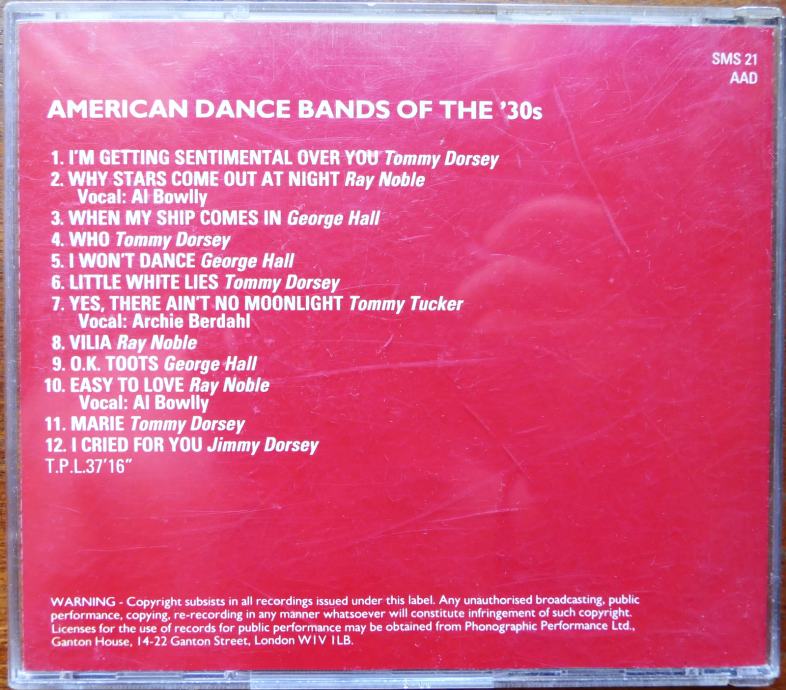 SMS 21
AAD
AMERICAN DANCE BANDS OF THE '30s
1. I'M GETTING SENTIMENTAL OVER YOU Tommy Dorsey
2. WHY STARS COME OUT AT NIGHT Ray Noble
Vocal: Al Bowlly
3. WHEN MY SHIP COMES IN George Hall
4. WHO Tommy Dorsey
5. I WON'T DANCE George Hall
6. LITTLE WHITE LIES Tommy Dorsey
7. YES, THERE AIN'T NO MOONLIGHT Tommy Tucker
Vocal: Archie Berdahl
8. VILIA Ray Noble
9. O.K. TOOTS George Hall
10. EASY TO LOVE Ray Noble
Vocal: Al Bowlly
11. MARIE Tommy Dorsey
12. I CRIED FOR YOU Jimmy Dorsey
T.P.L.37'16"
WARNING - Copyright subsists in all recordings issued under this label. Any unauthorised broadcasting, public
performance, copying, re-recording in any manner whatsoever will constitute infringement of such copyright.
Licenses for the use of records for public performance may be obtained from Phonographic Performance Ltd.,
Ganton House, 14-22 Ganton Street, London W1V 1LB.